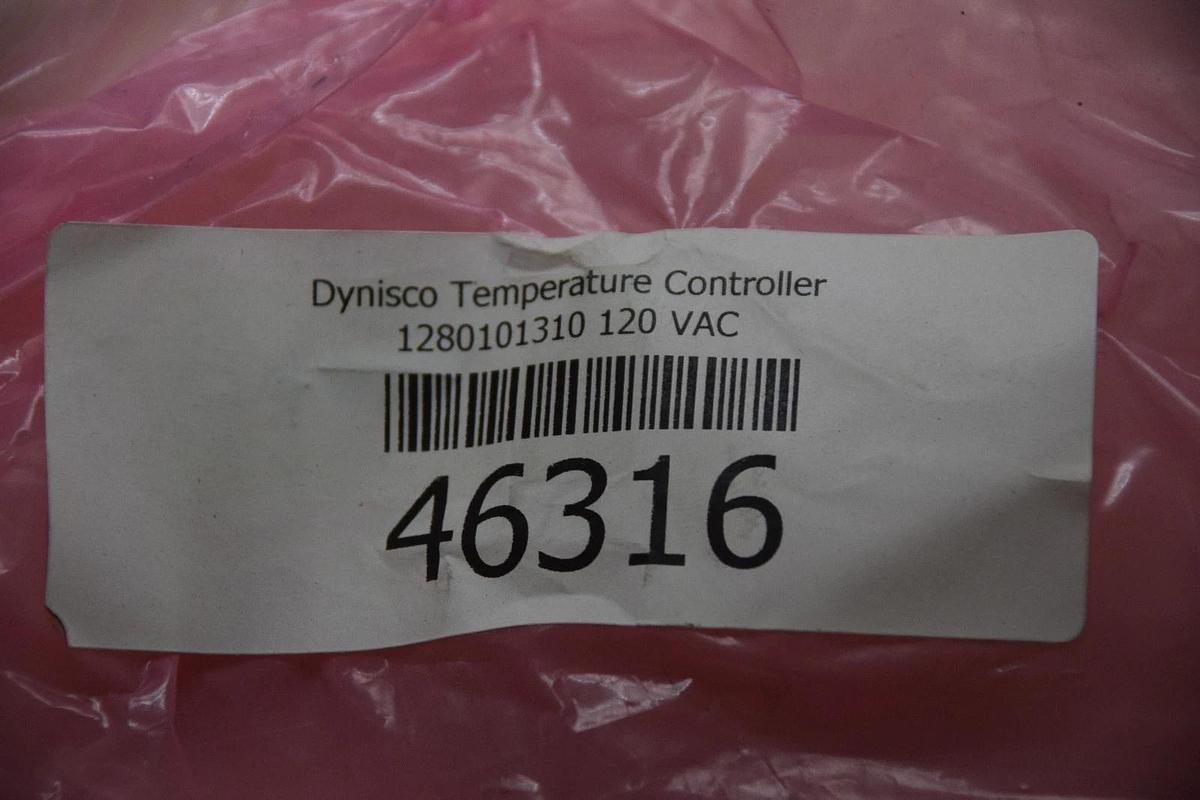 Dynisco Temperature Controller
1280101310 120 VAC
46316